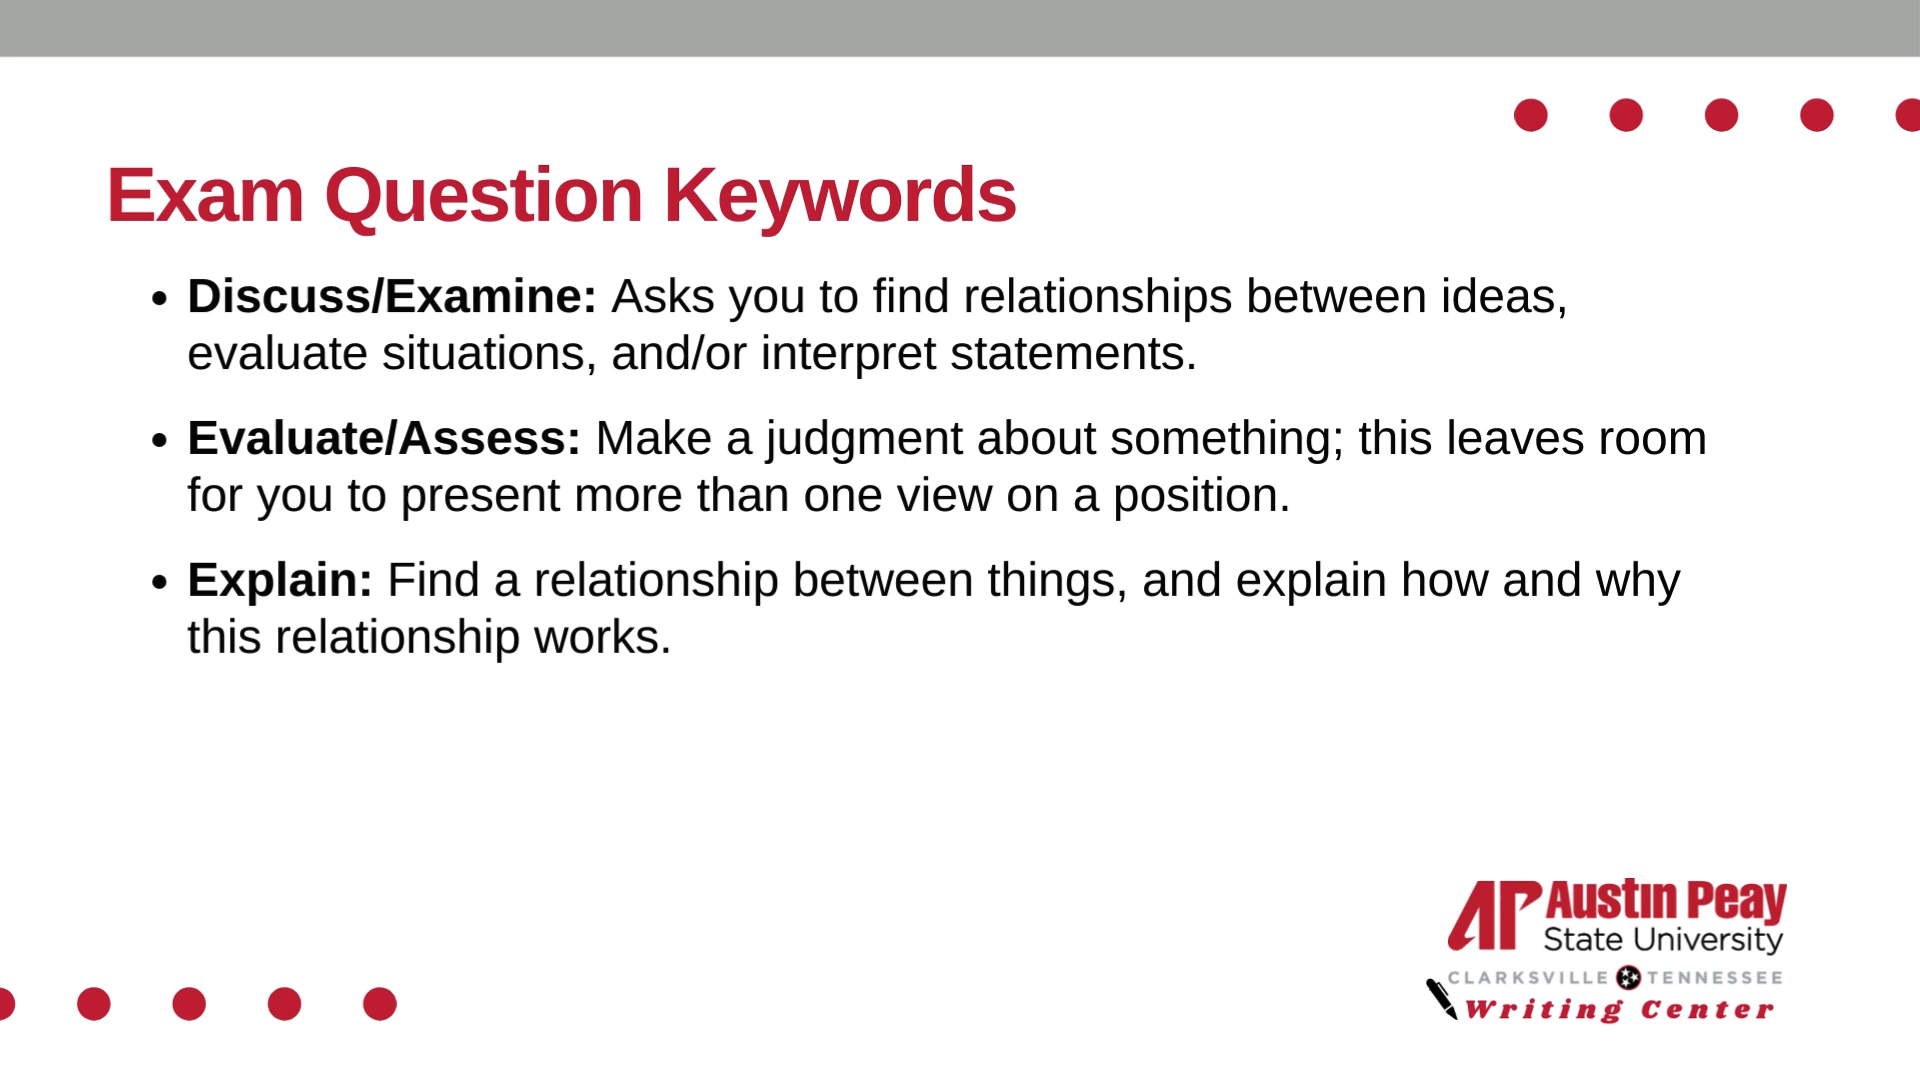 Exam Question Keywords
• Discuss/Examine: Asks you to find relationships between ideas,
evaluate situations, and/or interpret statements.
• Evaluate/Assess: Make a judgment about something; this leaves room
for you to present more than one view on a position.
• Explain: Find a relationship between things, and explain how and why
this relationship works.
AP Austin Peay
State University
CLARKSVILLE TENNESSEE
Writing Center